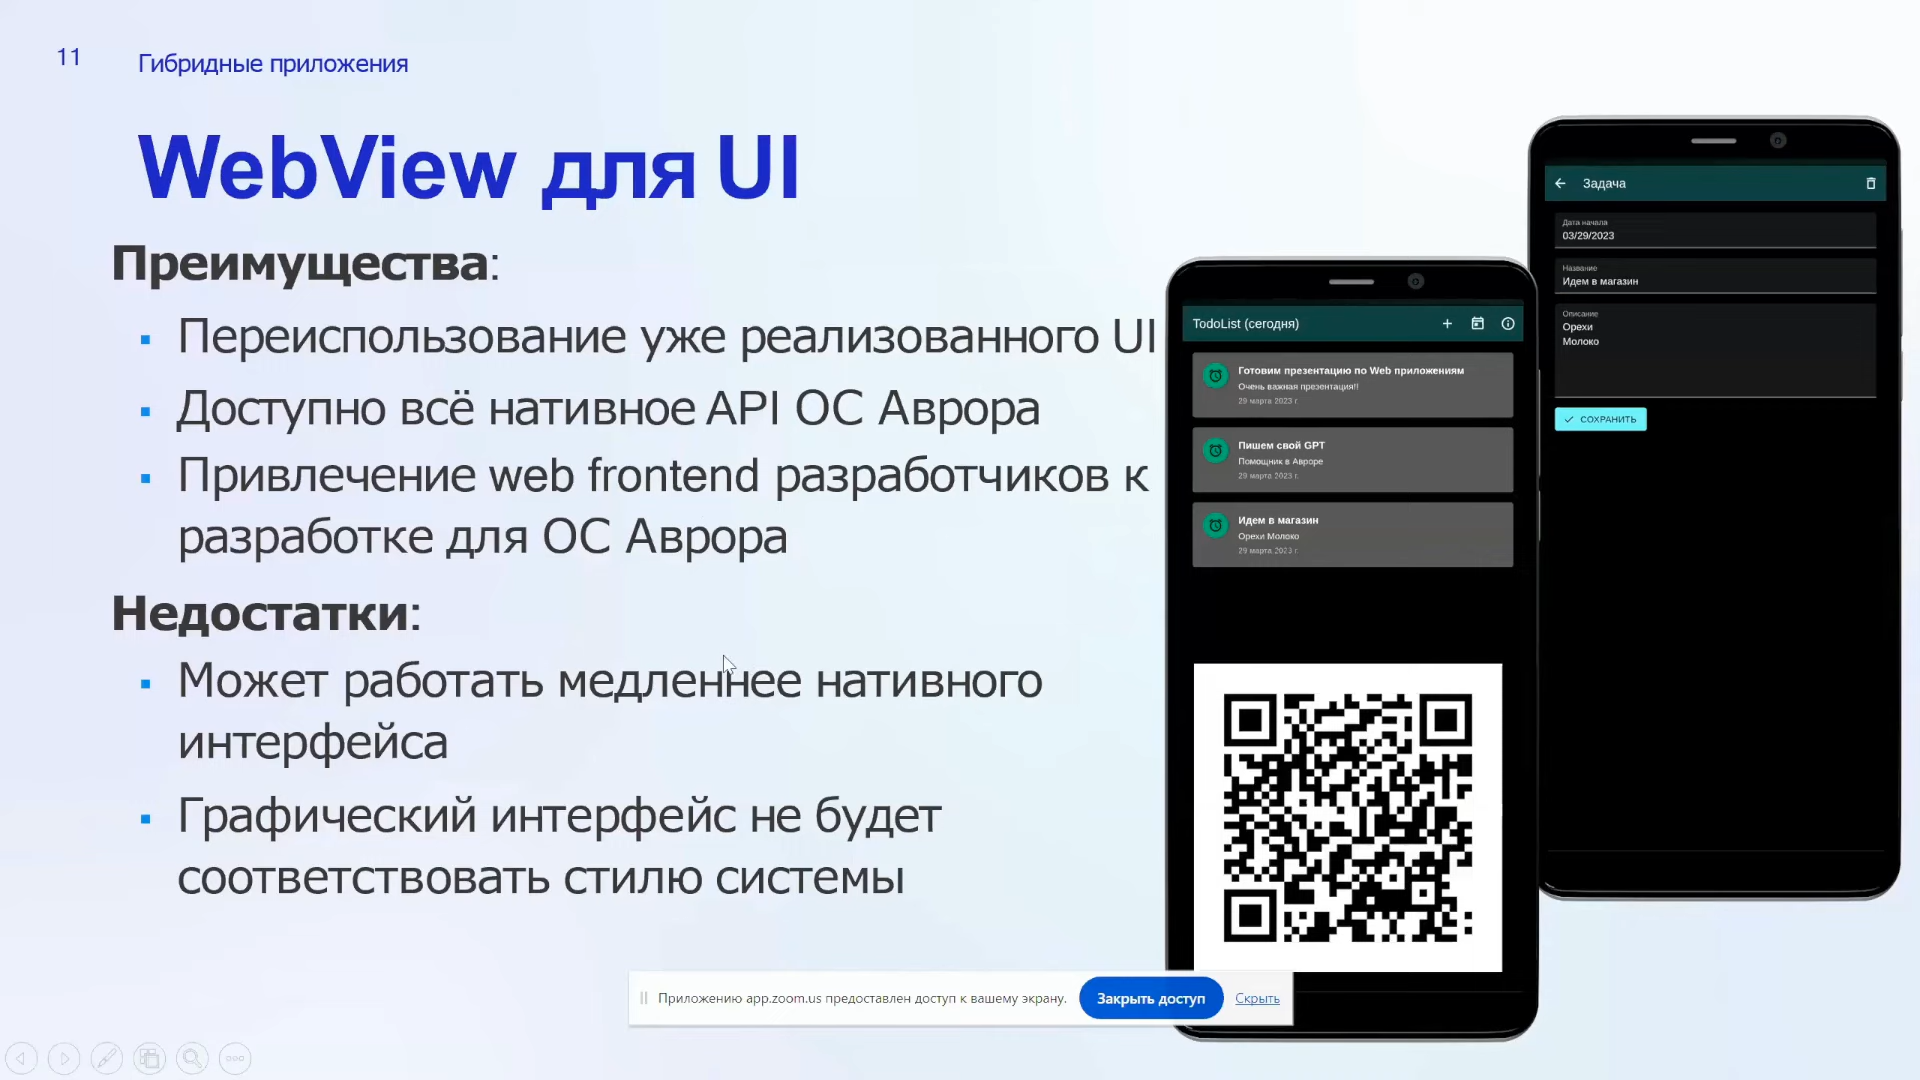 11
Гибридные приложения
WebView для UI
Преимущества:
Переиспользование уже реализованного UI
Доступно всё нативное API ОС Аврора
Привлечение web frontend разработчиков к
разработке для ОС Аврора
Недостатки:
Может работать медленнее нативного
интерфейса
Графический интерфейс не будет
соответствовать стилю системы
TodoList (сегодня)
Готовим презентацию по Web приложениям
Очень важная презентация!!
29 марта 2023 г.
Пишем свой GPT
Помощник в Авроре
29 марта 2023 г.
Идем в магазин
Орехи Молоко
29 марта 2023 г.
Задача
Дата начала
03/29/2023
Название
Идем в магазин
Описание
Орехи
Молоко
СОХРАНИТЬ
Приложению app.zoom.us предоставлен доступ к вашему экрану.
Закрыть доступ
Скрыть